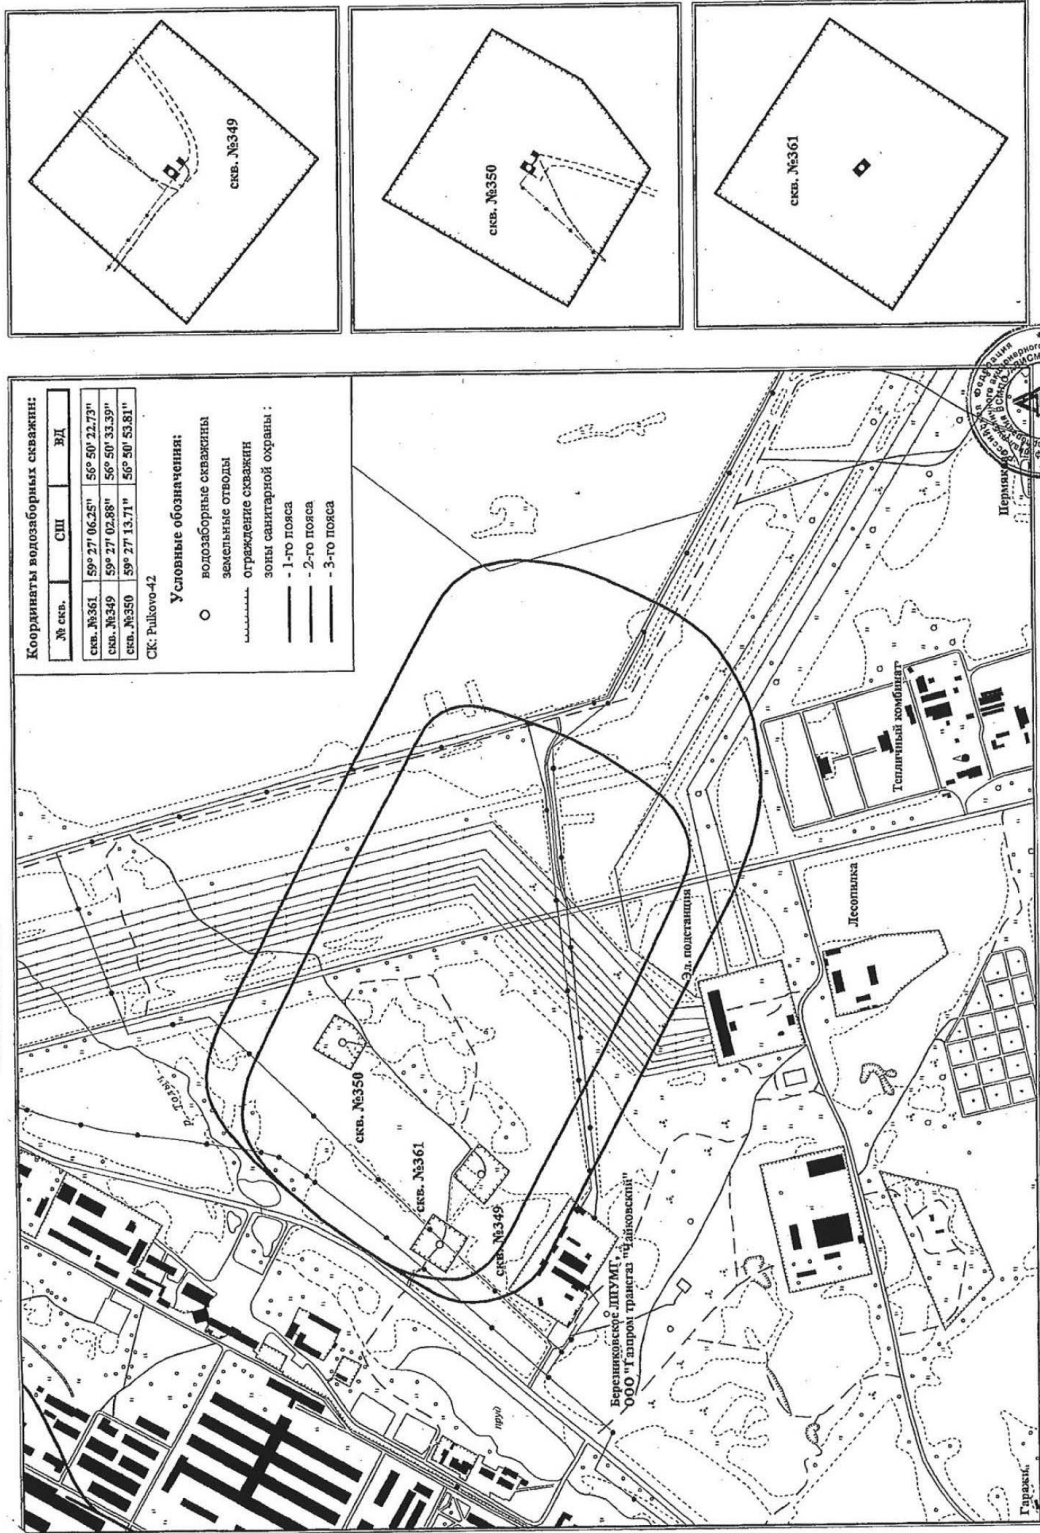 Координаты водозаборных скважин:
№ скв. СШ ВД
скв. №361 59° 27' 06.25" 56° 50' 22.73"
скв. №349 59° 27' 02.88" 56° 50' 33.39"
скв. №350 59° 27' 13.71" 56° 50' 53.81"
СК: Pulkovo-42
Условные обозначения:
водозаборные скважины
земельные отводы
ограждение скважин
зоны санитарной охраны :
- 1-го пояса
- 2-го пояса
- 3-го пояса
скв. №349
скв. №350
скв. №361
р. Толыч
скв. №350
скв. №361
скв. №349
пруд
Эл. подстанция
Тепличный комбинат
Лесопилка
Березниковское ЛПУМГ,
ООО "Газпром трансгаз "Чайковский"
Гаражи